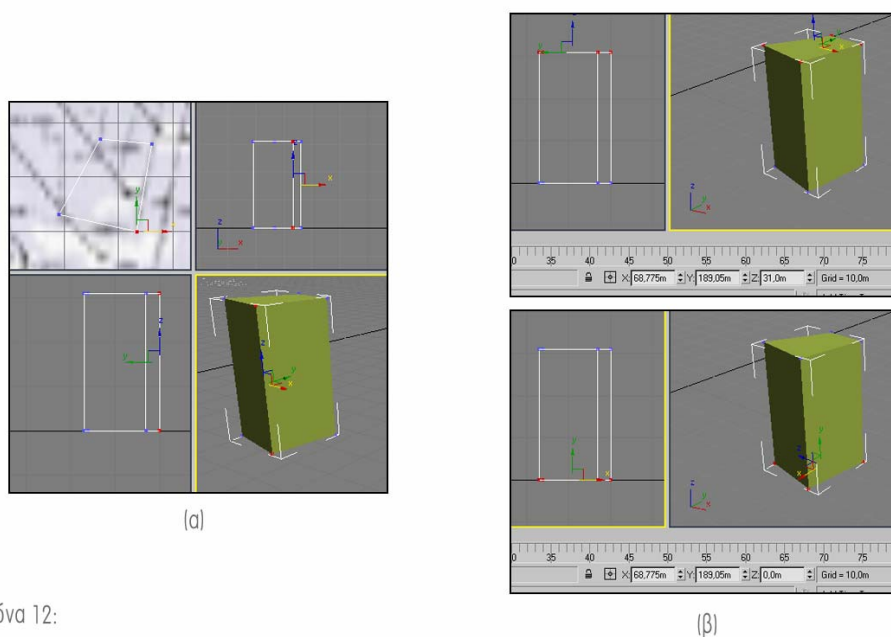 35 40 45 50 55 60 65 70 75
X: 68,775m Y: 189,05m Z: 31,0m Grid = 10,0m
35 40 45 50 55 60 65 70 75
X: 68,775m Y: 189,05m Z: 0,0m Grid = 10,0m
(α)
(β)
όνα 12: